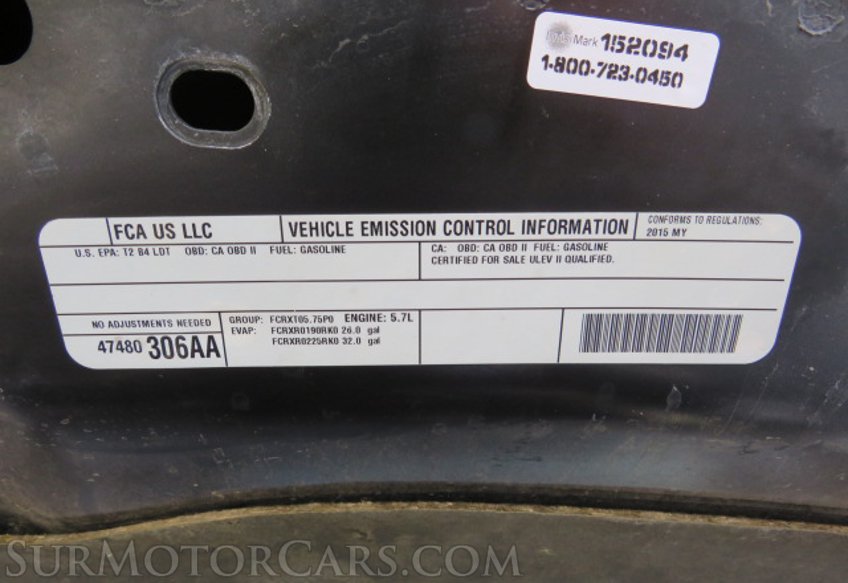 PartsMark 152094
1-800-723-0450
FCA US LLC
VEHICLE EMISSION CONTROL INFORMATION
CONFORMS TO REGULATIONS:
2015 MY
U.S. EPA: T2 B4 LDT OBD: CA OBD II FUEL: GASOLINE
CA: OBD: CA OBD II FUEL: GASOLINE
CERTIFIED FOR SALE ULEV II QUALIFIED.
NO ADJUSTMENTS NEEDED
47480 306AA
GROUP: FCRXT05.75P0 ENGINE: 5.7L
EVAP: FCRXR0190RK0 26.0 gal
FCRXR0225RK0 32.0 gal
SURMOTORCARS.COM